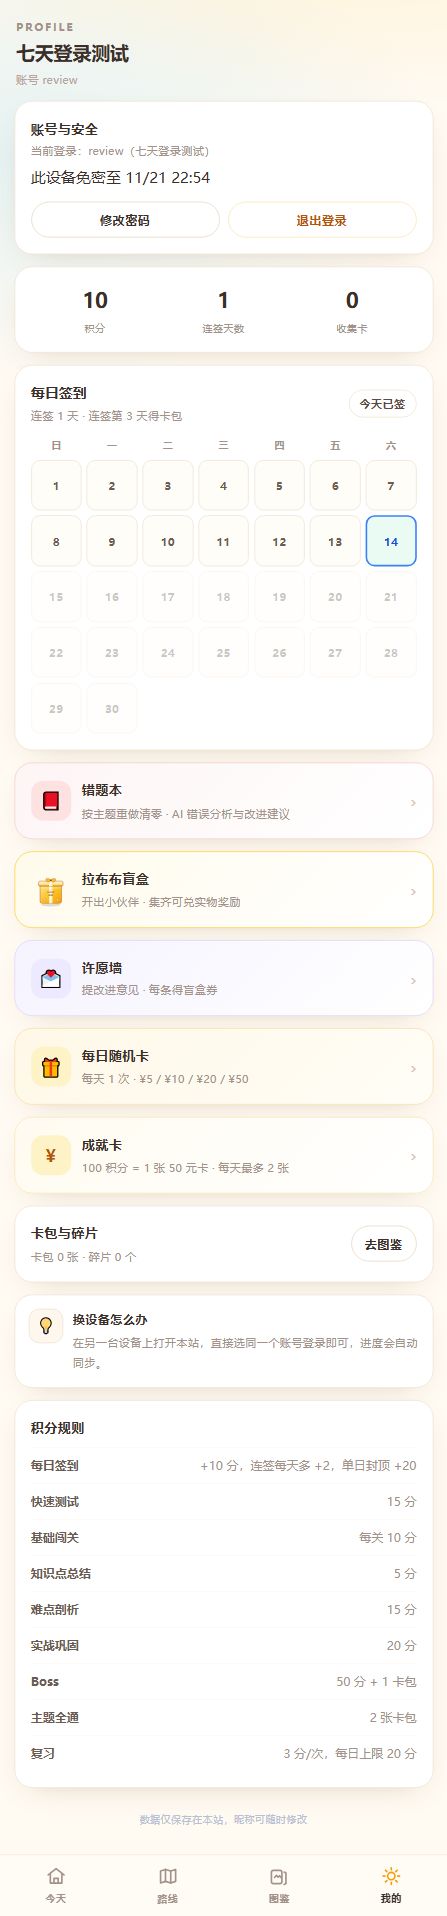 PROFILE
七天登录测试
账号 review
账号与安全
当前登录：review（七天登录测试）
此设备免密至 11/21 22:54
修改密码
退出登录
10
1
0
积分
连签天数
收集卡
每日签到
连签 1 天 · 连签第 3 天得卡包
今天已签
日 一 二 三 四 五 六
1 2 3 4 5 6 7
8 9 10 11 12 13 14
15 16 17 18 19 20 21
22 23 24 25 26 27 28
29 30
错题本
按主题重做清零 · AI 错误分析与改进建议
›
拉布布盲盒
开出小伙伴 · 集齐可兑实物奖励
›
许愿墙
提改进意见 · 每条得盲盒券
›
每日随机卡
每天 1 次 · ¥5 / ¥10 / ¥20 / ¥50
›
¥
成就卡
100 积分 = 1 张 50 元卡 · 每天最多 2 张
›
卡包与碎片
卡包 0 张 · 碎片 0 个
去图鉴
换设备怎么办
在另一台设备上打开本站，直接选同一个账号登录即可，进度会自动
同步。
积分规则
每日签到 +10 分，连签每天多 +2，单日封顶 +20
快速测试 15 分
基础闯关 每关 10 分
知识点总结 5 分
难点剖析 15 分
实战巩固 20 分
Boss 50 分 + 1 卡包
主题全通 2 张卡包
复习 3 分/次，每日上限 20 分
数据仅保存在本站，昵称可随时修改
今天
路线
图鉴
我的